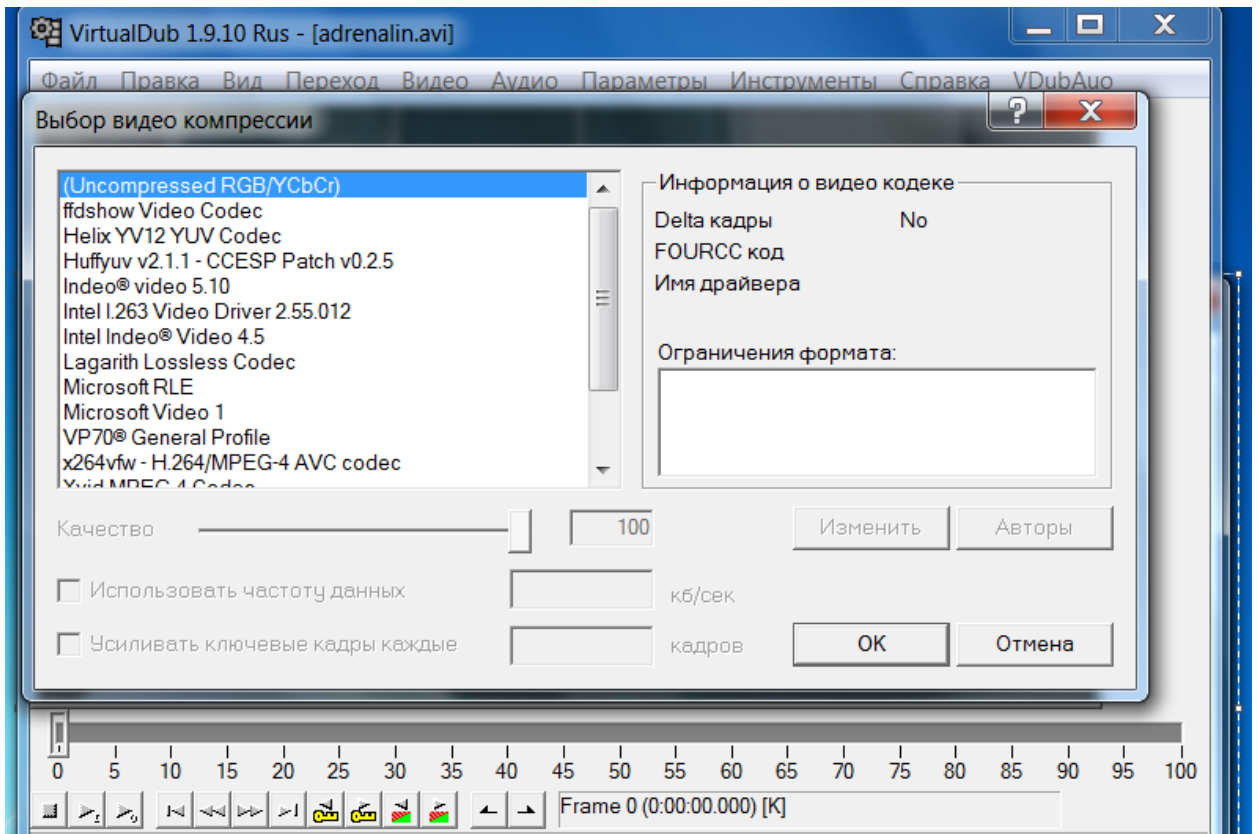 VirtualDub 1.9.10 Rus - [adrenalin.avi]
Файл Правка Вид Переход Видео Аудио Параметры Инструменты Справка VDubAuo
Выбор видео компрессии
(Uncompressed RGB/YCbCr)
ffdshow Video Codec
Helix YV12 YUV Codec
Huffyuv v2.1.1 - CCESP Patch v0.2.5
Indeo® video 5.10
Intel I.263 Video Driver 2.55.012
Intel Indeo® Video 4.5
Lagarith Lossless Codec
Microsoft RLE
Microsoft Video 1
VP70® General Profile
x264vfw - H.264/MPEG-4 AVC codec
Xvid MPEG-4 Codec
Информация о видео кодеке
Delta кадры No
FOURCC код
Имя драйвера
Ограничения формата:
Качество 100
Изменить Авторы
Использовать частоту данных кб/сек
Усиливать ключевые кадры каждые кадров
OK Отмена
0 5 10 15 20 25 30 35 40 45 50 55 60 65 70 75 80 85 90 95 100
Frame 0 (0:00:00.000) [K]